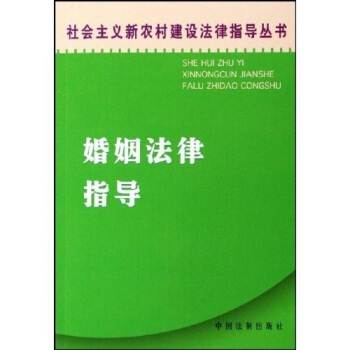 社会主义新农村建设法律指导丛书
SHE HUI ZHU YI
XINNONGCUN JIANSHE
FALU ZHIDAO CONGSHU
婚姻法律
指导
中国法制出版社